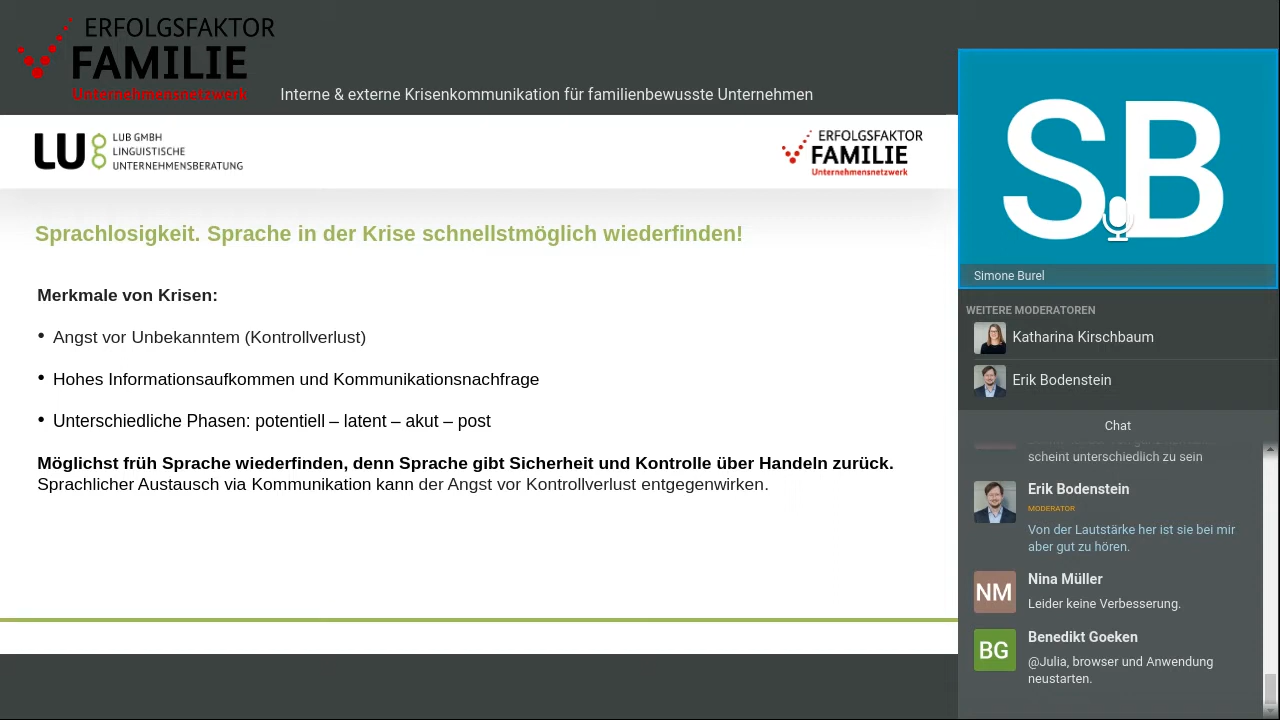 ERFOLGSFAKTOR
FAMILIE
Unternehmensnetzwerk
Interne & externe Krisenkommunikation für familienbewusste Unternehmen
LU
LUB GMBH
LINGUISTISCHE
UNTERNEHMENSBERATUNG
ERFOLGSFAKTOR
FAMILIE
Unternehmensnetzwerk
Sprachlosigkeit. Sprache in der Krise schnellstmöglich wiederfinden!
Merkmale von Krisen:
• Angst vor Unbekanntem (Kontrollverlust)
• Hohes Informationsaufkommen und Kommunikationsnachfrage
• Unterschiedliche Phasen: potentiell – latent – akut – post
Möglichst früh Sprache wiederfinden, denn Sprache gibt Sicherheit und Kontrolle über Handeln zurück.
Sprachlicher Austausch via Kommunikation kann der Angst vor Kontrollverlust entgegenwirken.
SB
Simone Burel
WEITERE MODERATOREN
Katharina Kirschbaum
Erik Bodenstein
Chat
scheint unterschiedlich zu sein
Erik Bodenstein
MODERATOR
Von der Lautstärke her ist sie bei mir
aber gut zu hören.
NM
Nina Müller
Leider keine Verbesserung.
BG
Benedikt Goeken
@Julia, browser und Anwendung
neustarten.